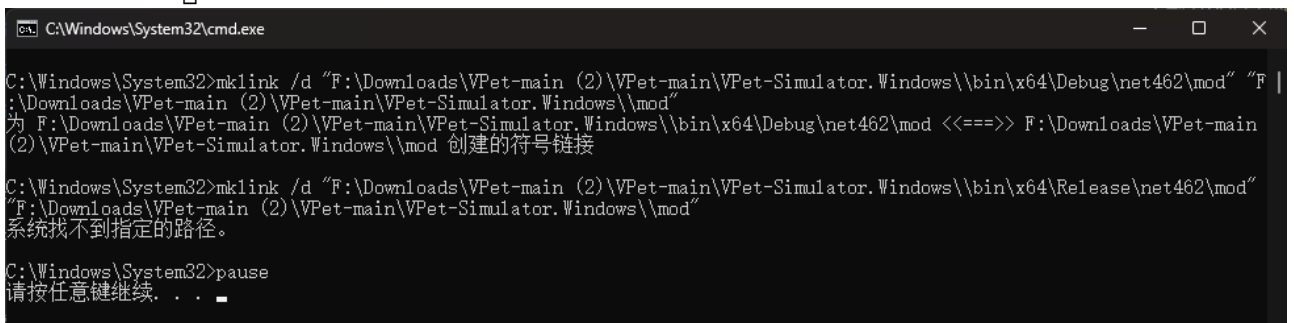 C:\Windows\System32\cmd.exe
C:\Windows\System32>mklink /d "F:\Downloads\VPet-main (2)\VPet-main\VPet-Simulator.Windows\\bin\x64\Debug\net462\mod" "F
:\Downloads\VPet-main (2)\VPet-main\VPet-Simulator.Windows\\mod"
为 F:\Downloads\VPet-main (2)\VPet-main\VPet-Simulator.Windows\\bin\x64\Debug\net462\mod <<===>> F:\Downloads\VPet-main
(2)\VPet-main\VPet-Simulator.Windows\\mod 创建的符号链接
C:\Windows\System32>mklink /d "F:\Downloads\VPet-main (2)\VPet-main\VPet-Simulator.Windows\\bin\x64\Release\net462\mod"
"F:\Downloads\VPet-main (2)\VPet-main\VPet-Simulator.Windows\\mod"
系统找不到指定的路径。
C:\Windows\System32>pause
请按任意键继续. . .